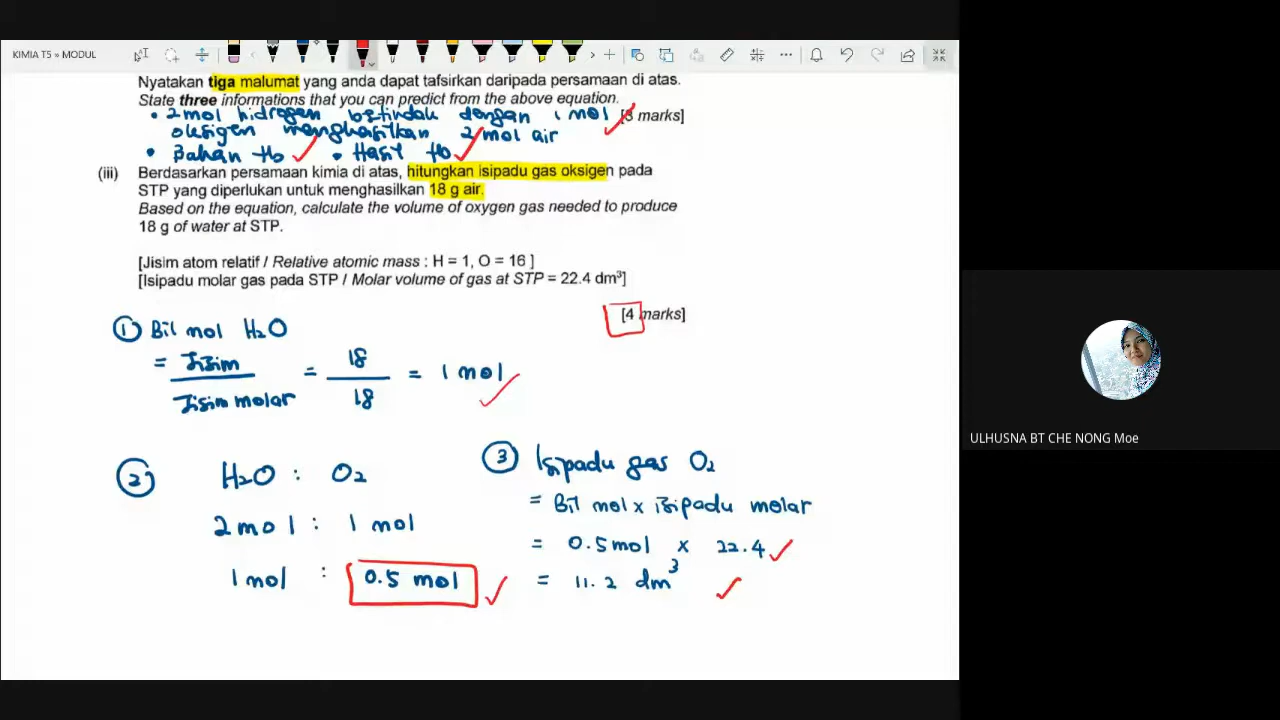 KIMIA T5 » MODUL
Nyatakan tiga malumat yang anda dapat tafsirkan daripada persamaan di atas.
State three informations that you can predict from the above equation.
[3 marks]
• 2mol hidrogen bertindak dengan 1 mol
oksigen menghasilkan 2 mol air
• Bahan tb • Hasil tb
(iii) Berdasarkan persamaan kimia di atas, hitungkan isipadu gas oksigen pada
STP yang diperlukan untuk menghasilkan 18 g air.
Based on the equation, calculate the volume of oxygen gas needed to produce
18 g of water at STP.
[Jisim atom relatif / Relative atomic mass : H = 1, O = 16 ]
[Isipadu molar gas pada STP / Molar volume of gas at STP = 22.4 dm³]
[4 marks]
① Bil mol H₂O
= Jisim / Jisim molar = 18 / 18 = 1 mol
② H₂O : O₂
2 mol : 1 mol
1 mol : 0.5 mol
③ Isipadu gas O₂
= Bil mol x isipadu molar
= 0.5 mol x 22.4
= 11.2 dm³
ULHUSNA BT CHE NONG Moe